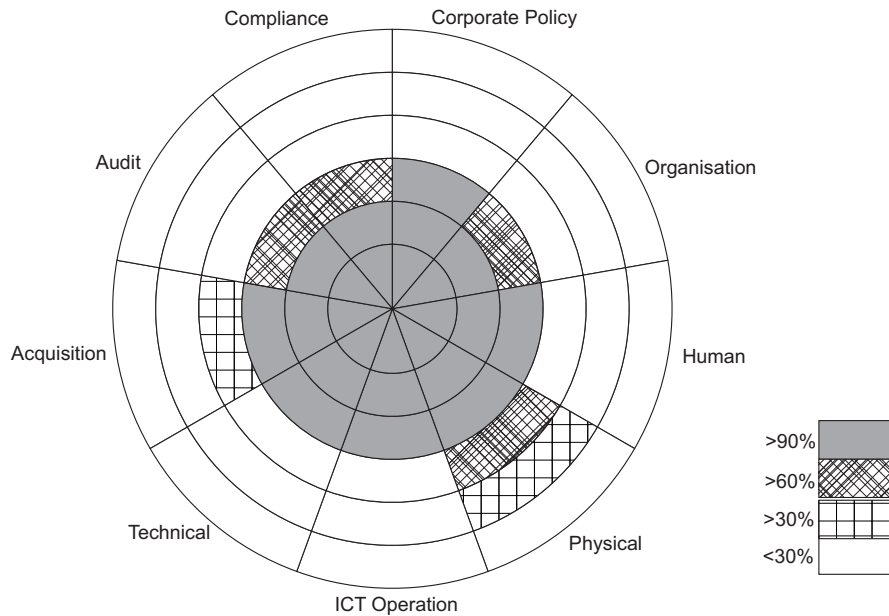 Compliance
Corporate Policy
Audit
Organisation
Acquisition
Human
Technical
Physical
ICT Operation
>90%
>60%
>30%
<30%